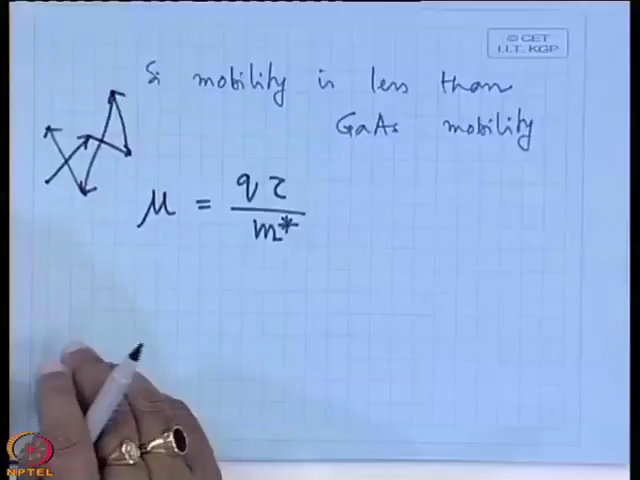 © CET
I.I.T. KGP
Si mobility is less than
GaAs mobility
μ = qτ / m*
NPTEL